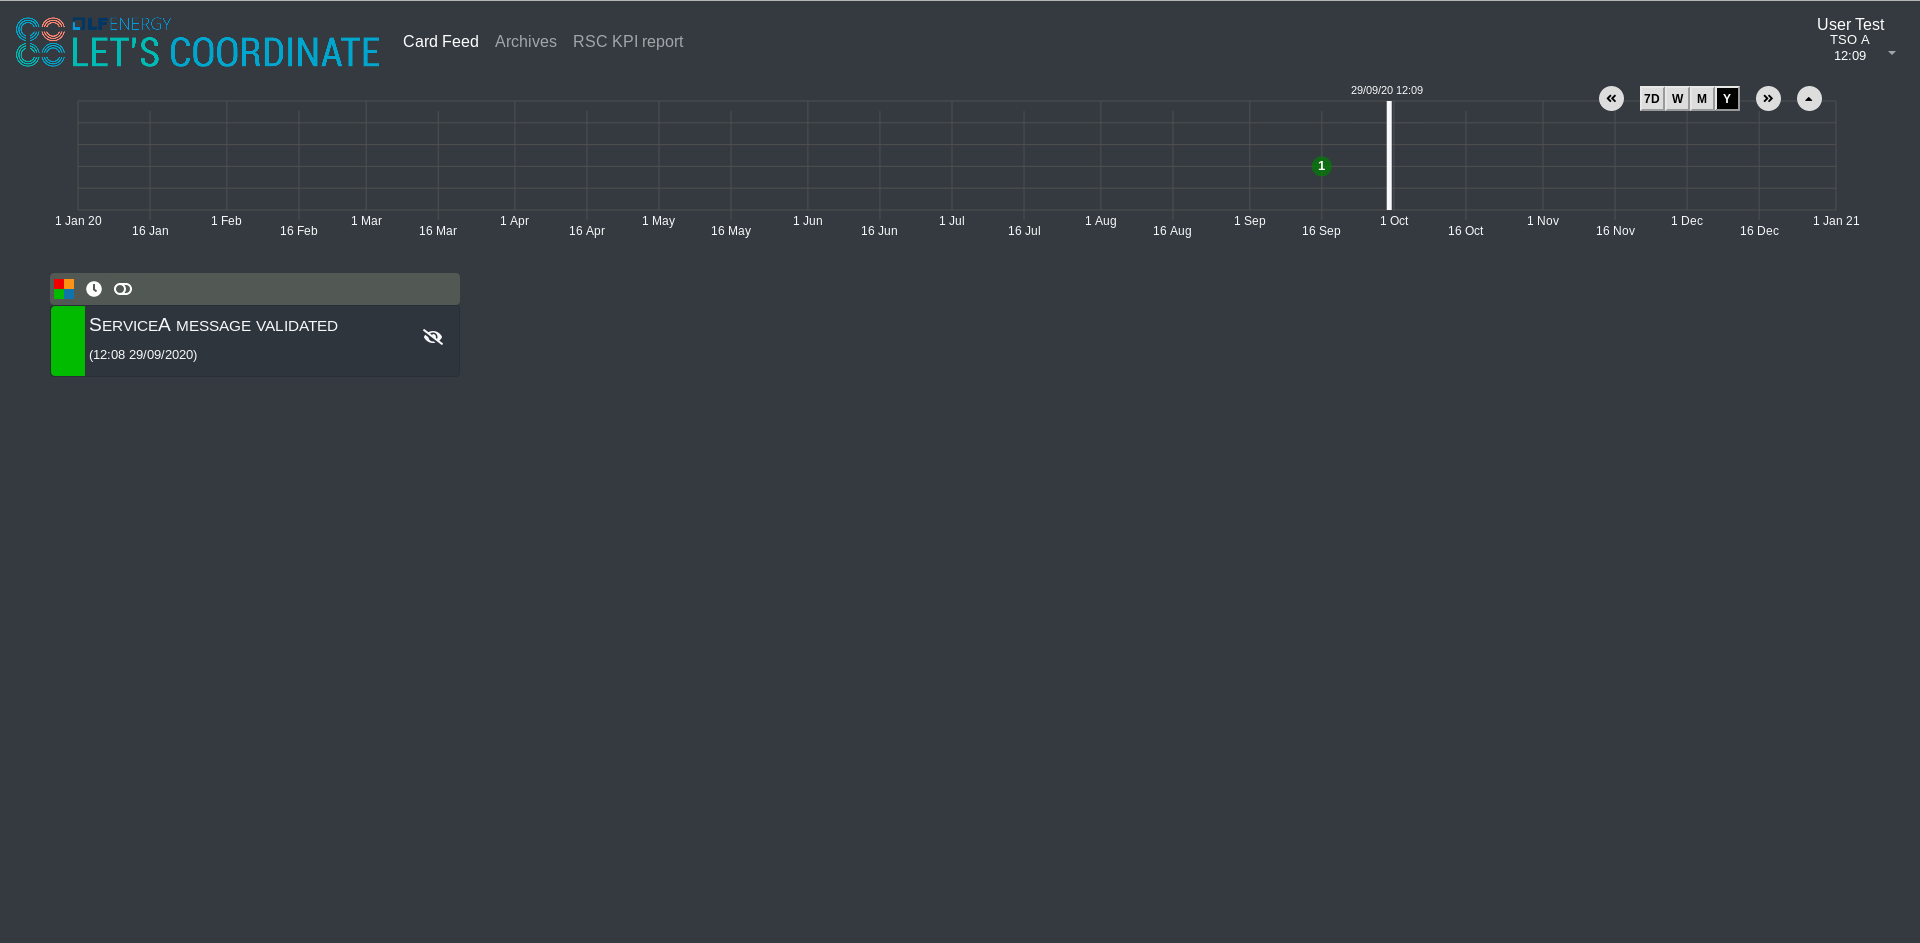 LFENERGY
LET'S COORDINATE
Card Feed
Archives
RSC KPI report
User Test
TSO A
12:09
29/09/20 12:09
7D
W
M
Y
1
1 Jan 20
16 Jan
1 Feb
16 Feb
1 Mar
16 Mar
1 Apr
16 Apr
1 May
16 May
1 Jun
16 Jun
1 Jul
16 Jul
1 Aug
16 Aug
1 Sep
16 Sep
1 Oct
16 Oct
1 Nov
16 Nov
1 Dec
16 Dec
1 Jan 21
ServiceA message validated
(12:08 29/09/2020)